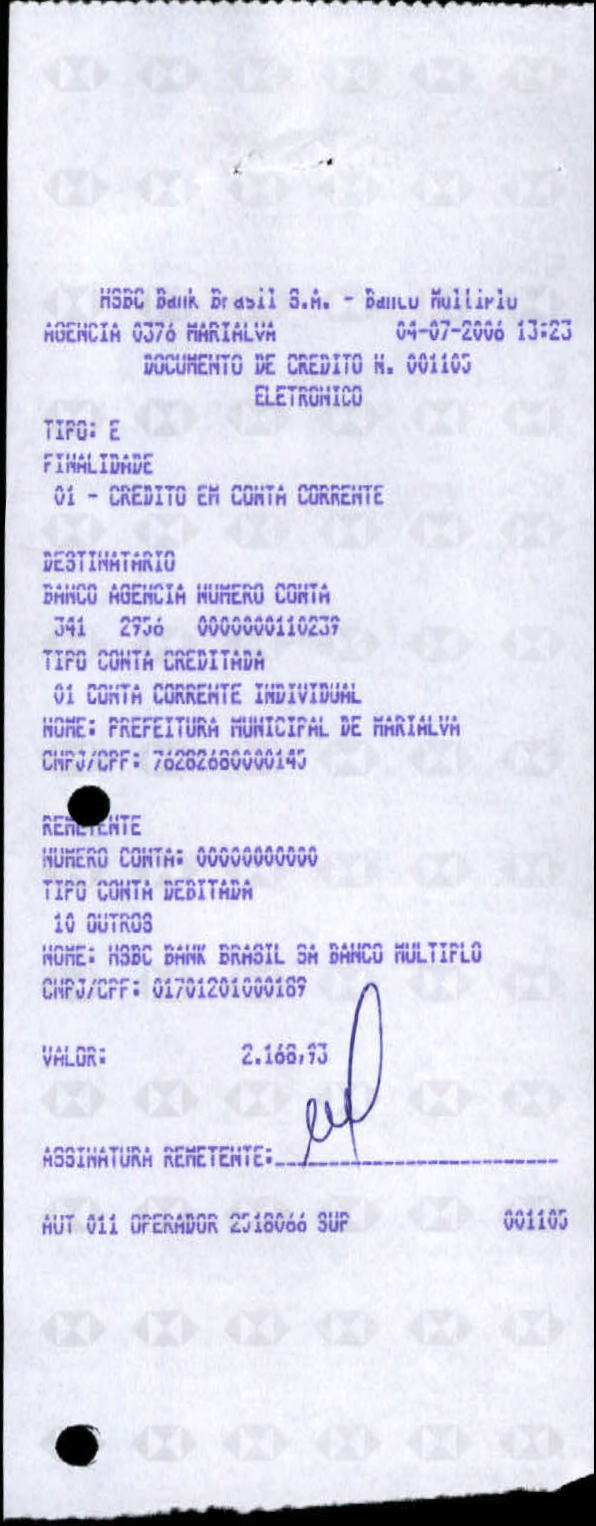 HSBC Bank Brasil S.A. - Banco Multiplo
AGENCIA 0376 MARIALVA 04-07-2006 13:23
DOCUMENTO DE CREDITO N. 001105
ELETRONICO
TIPO: E
FINALIDADE
01 - CREDITO EM CONTA CORRENTE
DESTINATARIO
BANCO AGENCIA NUMERO CONTA
341 2956 0000000110239
TIPO CONTA CREDITADA
01 CONTA CORRENTE INDIVIDUAL
NOME: PREFEITURA MUNICIPAL DE MARIALVA
CNPJ/CPF: 76282680000145
REMETENTE
NUMERO CONTA: 00000000000
TIPO CONTA DEBITADA
10 OUTROS
NOME: HSBC BANK BRASIL SA BANCO MULTIPLO
CNPJ/CPF: 01701201000189
VALOR: 2.168,93
ASSINATURA REMETENTE:
AUT 011 OPERADOR 2518066 SUP 001105